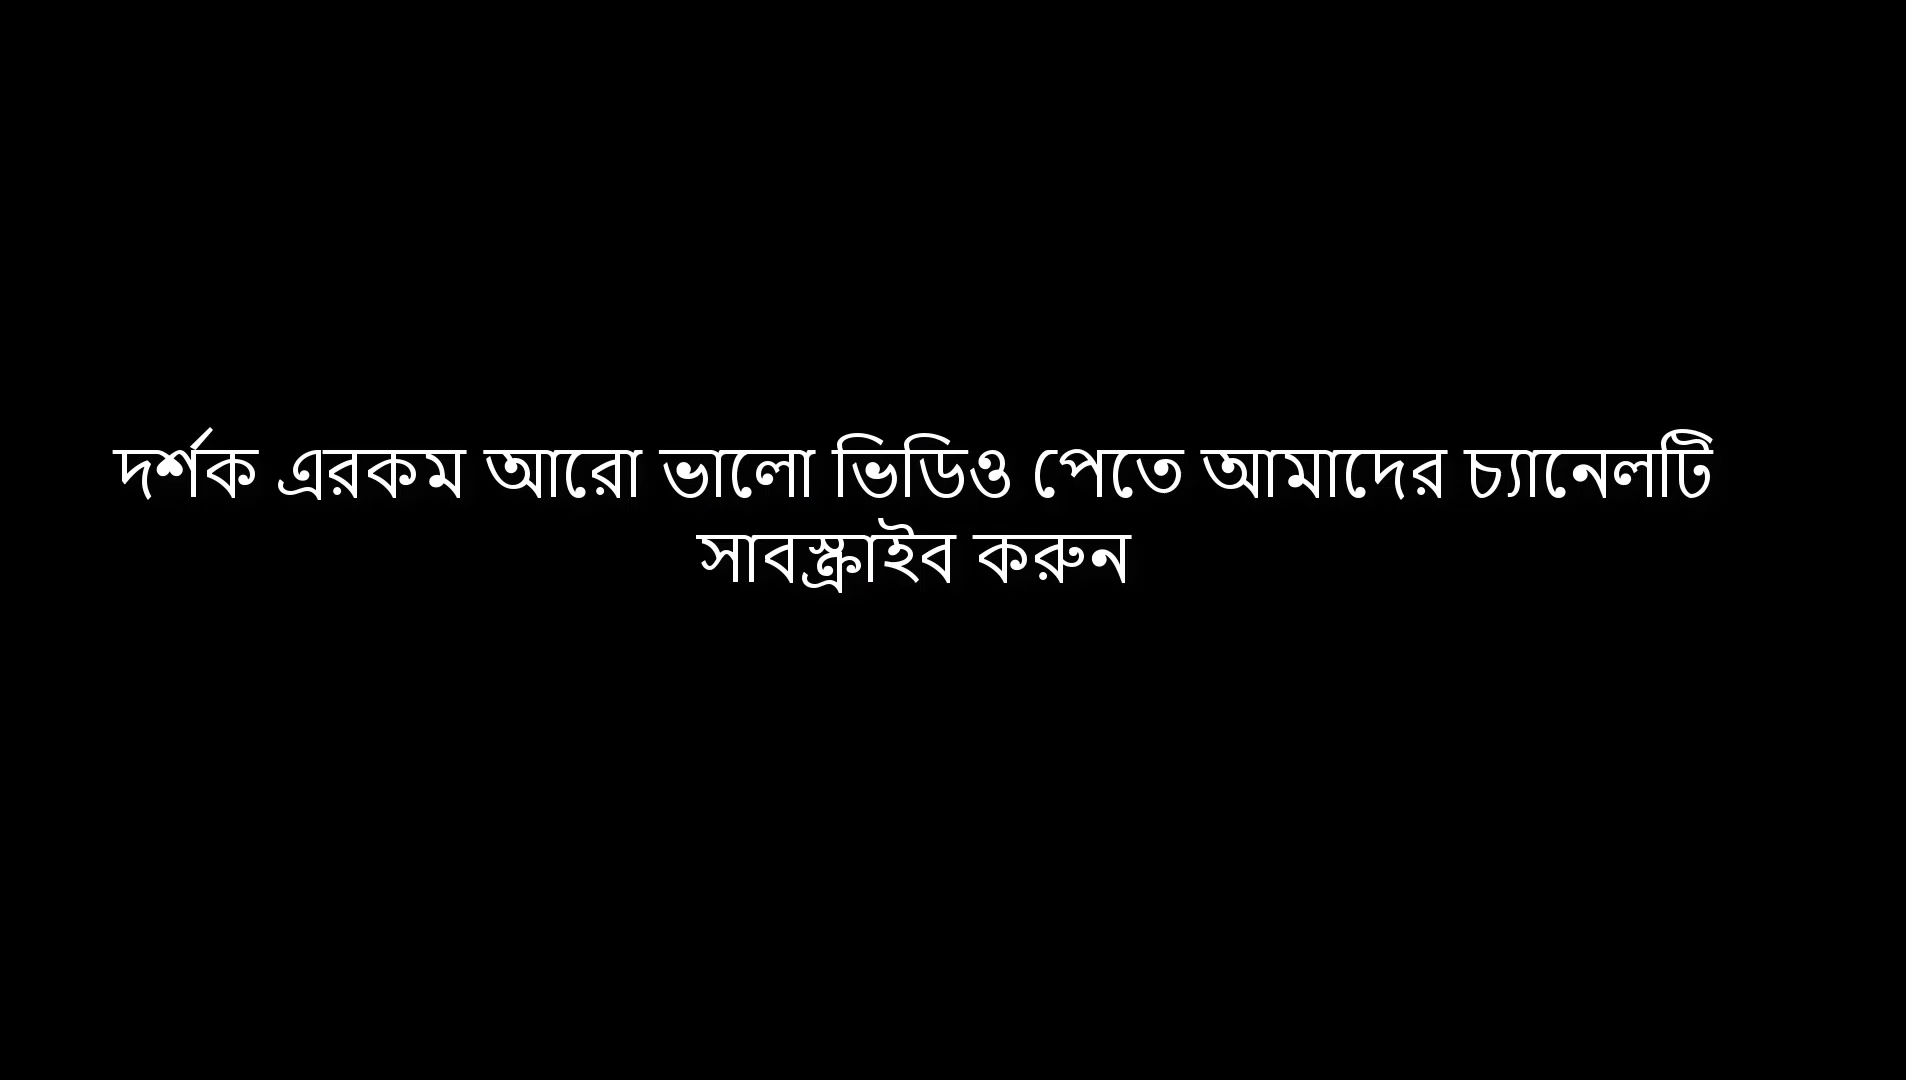 দর্শক এরকম আরো ভালো ভিডিও পেতে আমাদের চ্যানেলটি
সাবস্ক্রাইব করুন